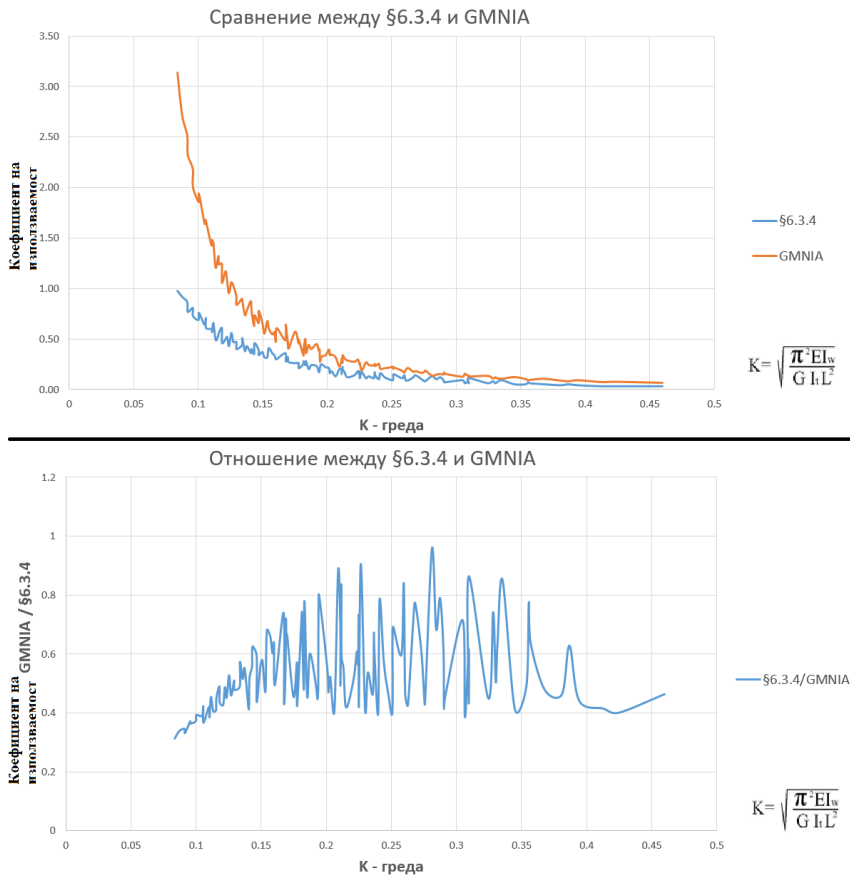 Сравнение между §6.3.4 и GMNIA
Коефициент на
използваемост
3.50
3.00
2.50
2.00
1.50
1.00
0.50
0.00
0 0.05 0.1 0.15 0.2 0.25 0.3 0.35 0.4 0.45 0.5
K - греда
§6.3.4
GMNIA
K= √(π²EIw / G It L²)
Отношение между §6.3.4 и GMNIA
Коефициент на GMNIA / §6.3.4
използваемост
1.2
1
0.8
0.6
0.4
0.2
0
0 0.05 0.1 0.15 0.2 0.25 0.3 0.35 0.4 0.45 0.5
K - греда
§6.3.4/GMNIA
K= √(π²EIw / G It L²)